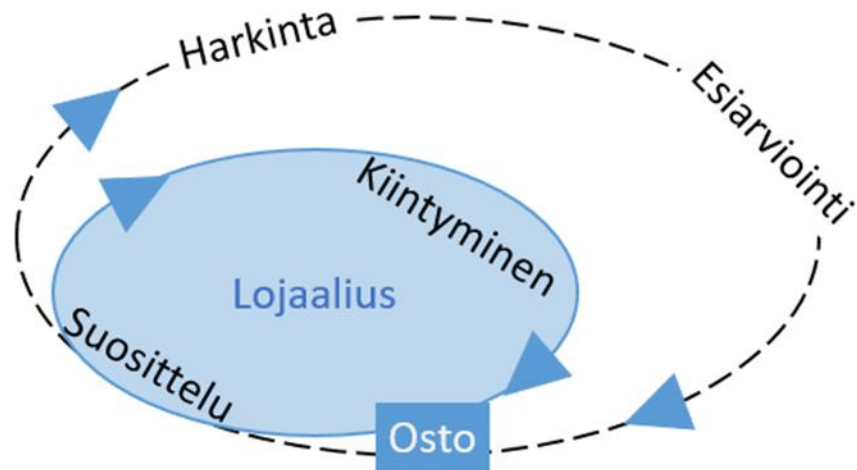 Harkinta
Esiarviointi
Kiintyminen
Lojaalius
Suosittelu
Osto